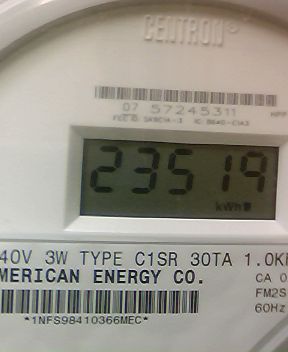 CENTRON®
07 57245311
23519
kWh
40V 3W TYPE C1SR 30TA 1.0K
MERICAN ENERGY CO.
CA 0
FM2S
60Hz
*1NFS98410366MEC*